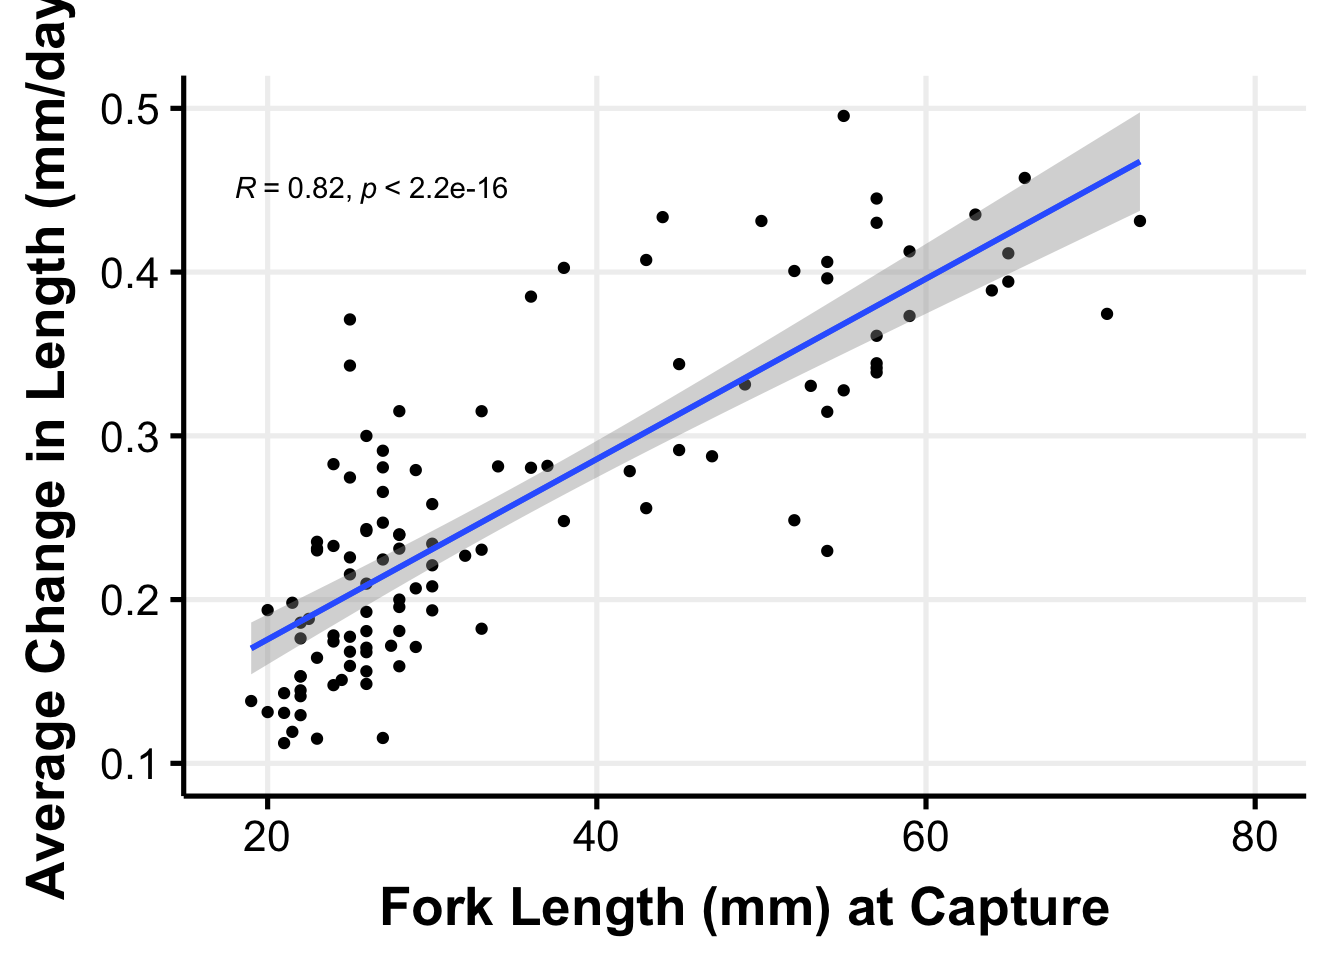 Average Change in Length (mm/day
0.5
0.4
0.3
0.2
0.1
R = 0.82, p < 2.2e-16
20 40 60 80
Fork Length (mm) at Capture